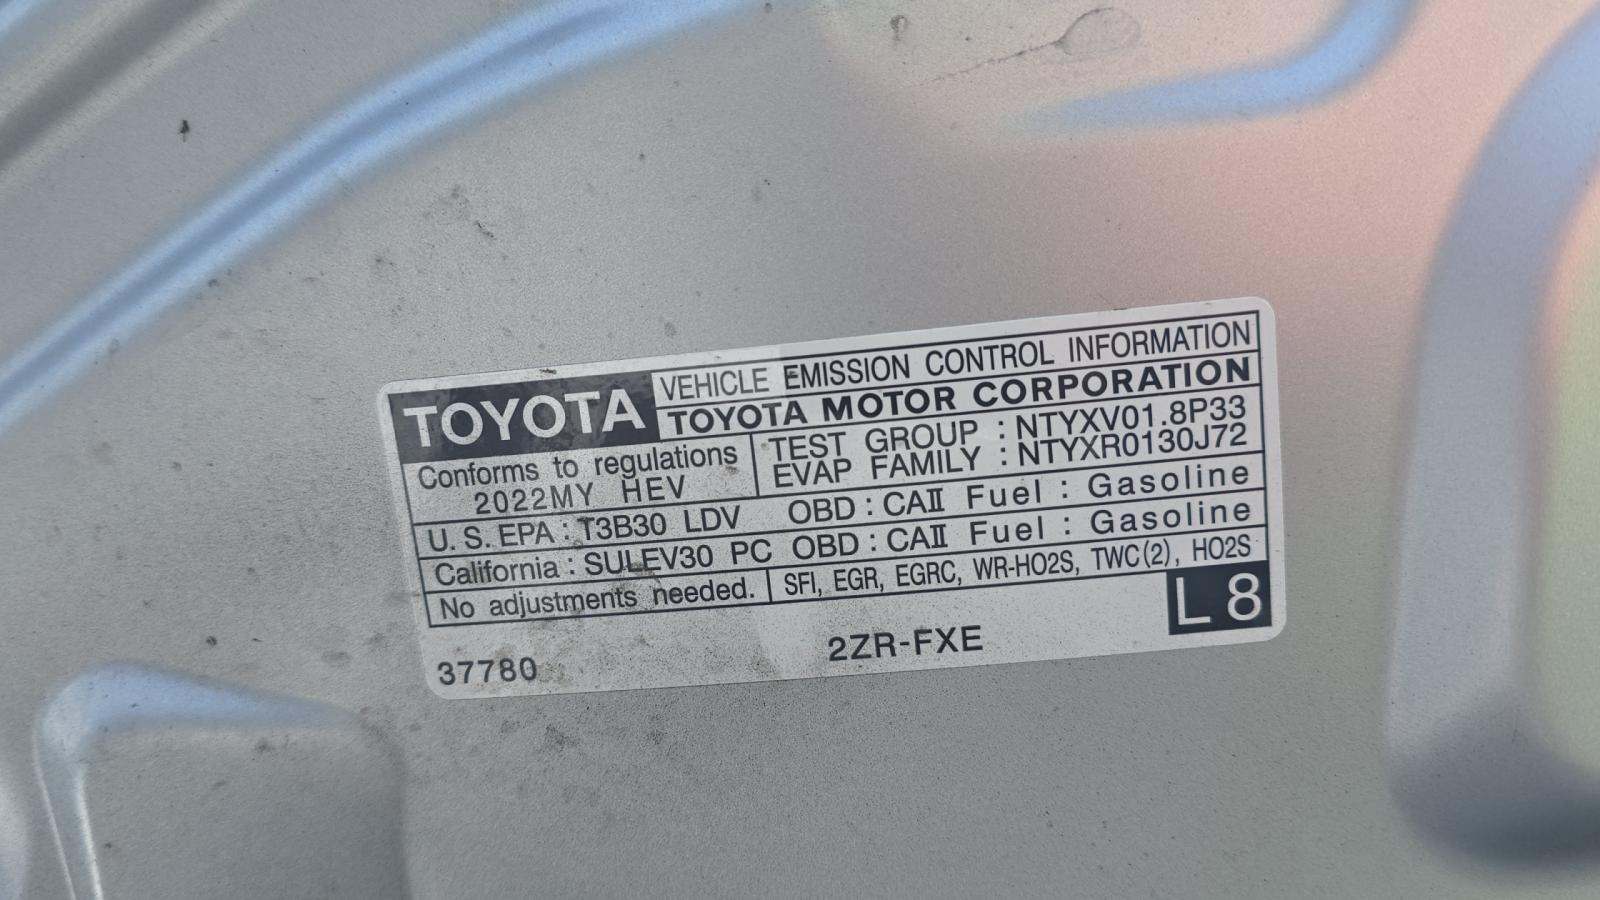 TOYOTA
VEHICLE EMISSION CONTROL INFORMATION
TOYOTA MOTOR CORPORATION
Conforms to regulations
2022MY HEV
TEST GROUP : NTYXV01.8P33
EVAP FAMILY : NTYXR0130J72
U.S.EPA : T3B30 LDV OBD : CAII Fuel : Gasoline
California : SULEV30 PC OBD : CAII Fuel : Gasoline
No adjustments needed. SFI, EGR, EGRC, WR-HO2S, TWC(2), HO2S
37780
2ZR-FXE
L8